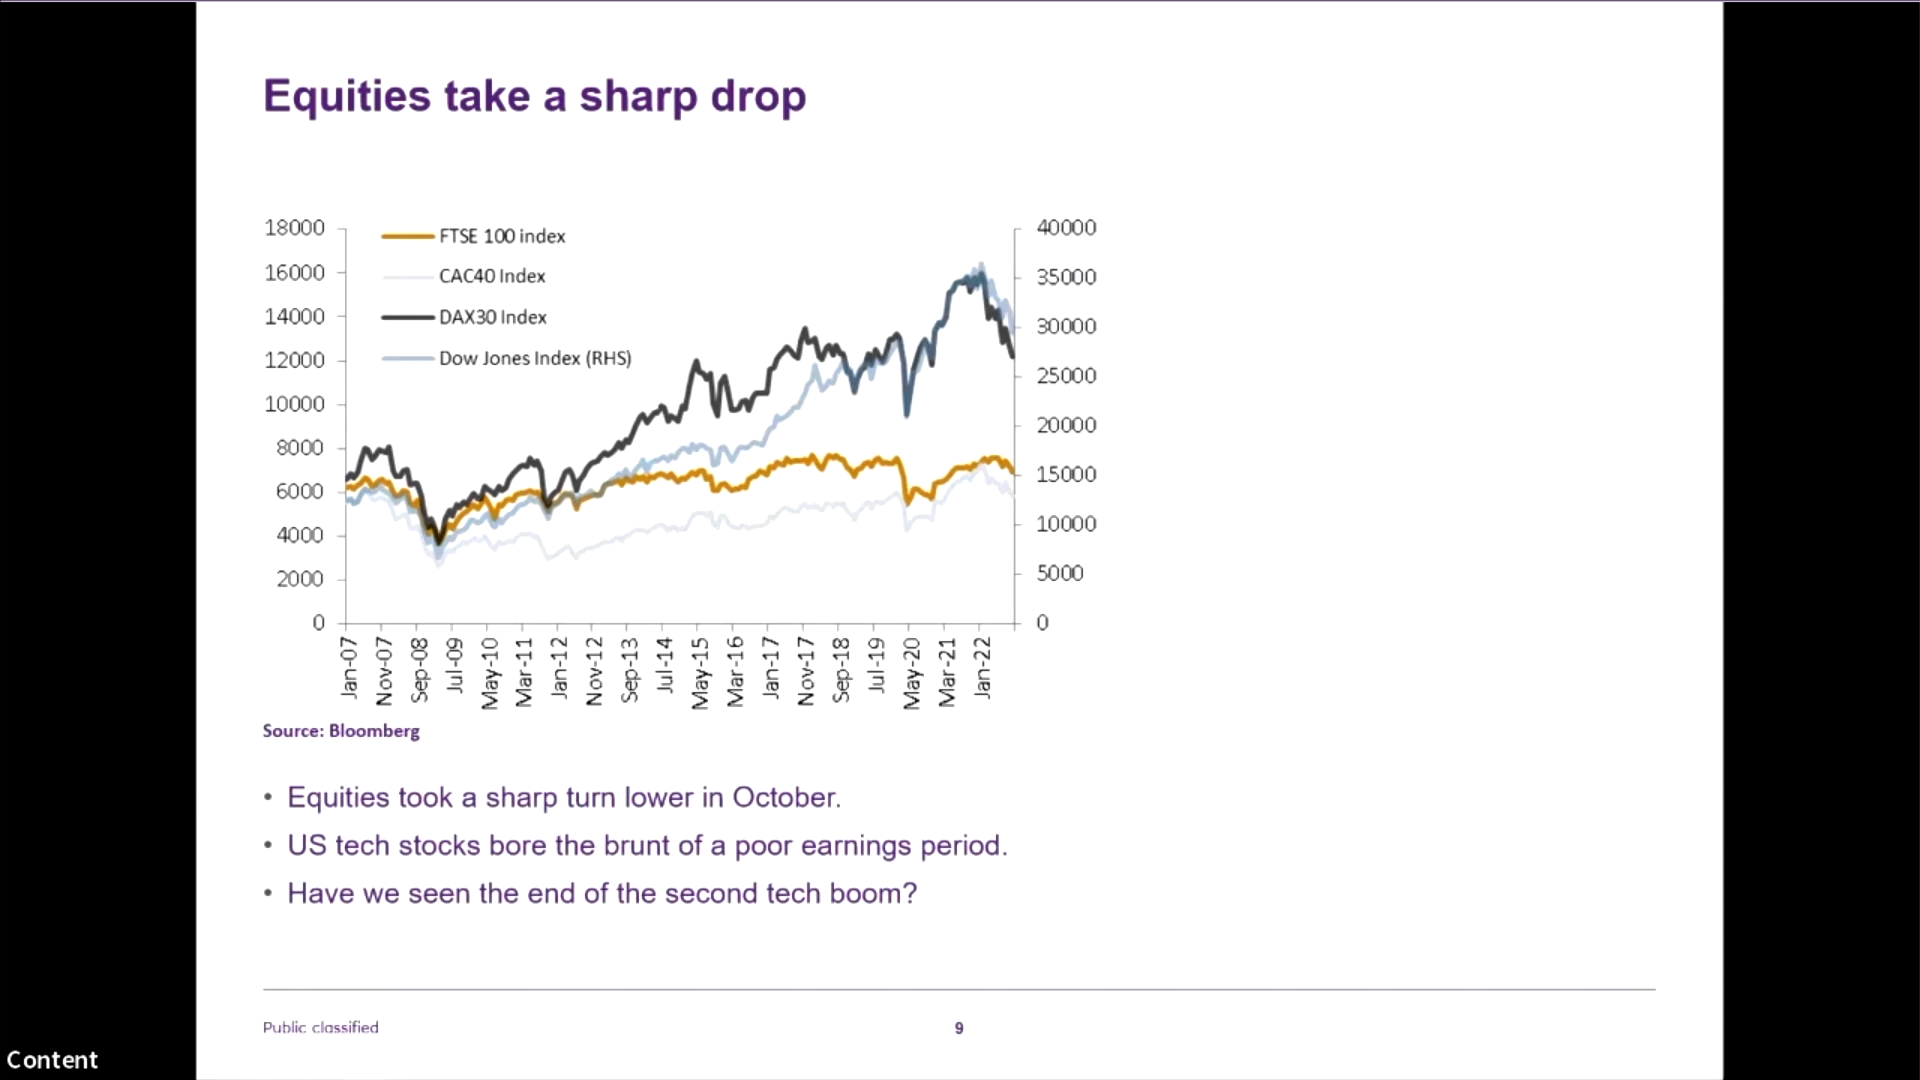 Equities take a sharp drop
18000
16000
14000
12000
10000
8000
6000
4000
2000
0
FTSE 100 index
CAC40 Index
DAX30 Index
Dow Jones Index (RHS)
40000
35000
30000
25000
20000
15000
10000
5000
0
Jan-07
Nov-07
Sep-08
Jul-09
May-10
Mar-11
Jan-12
Nov-12
Sep-13
Jul-14
May-15
Mar-16
Jan-17
Nov-17
Sep-18
Jul-19
May-20
Mar-21
Jan-22
Source: Bloomberg
• Equities took a sharp turn lower in October.
• US tech stocks bore the brunt of a poor earnings period.
• Have we seen the end of the second tech boom?
Public classified
9
Content